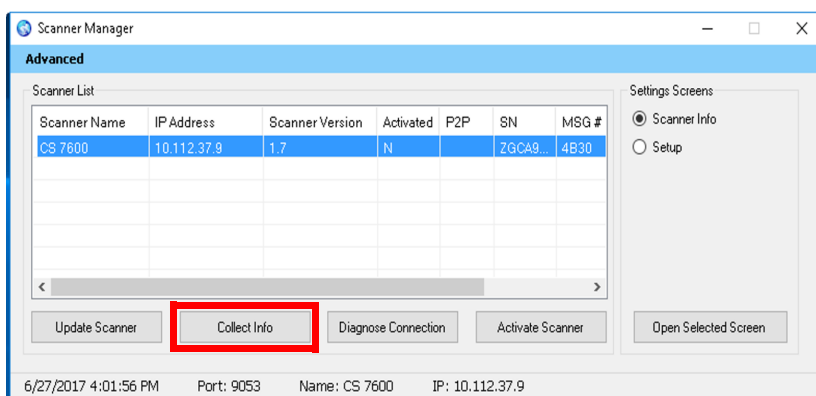 Scanner Manager
Advanced
Scanner List
Scanner Name IP Address Scanner Version Activated P2P SN MSG #
CS 7600 10.112.37.9 1.7 N ZGCA9... 4B30
Update Scanner Collect Info Diagnose Connection Activate Scanner
Settings Screens
Scanner Info
Setup
Open Selected Screen
6/27/2017 4:01:56 PM Port: 9053 Name: CS 7600 IP: 10.112.37.9